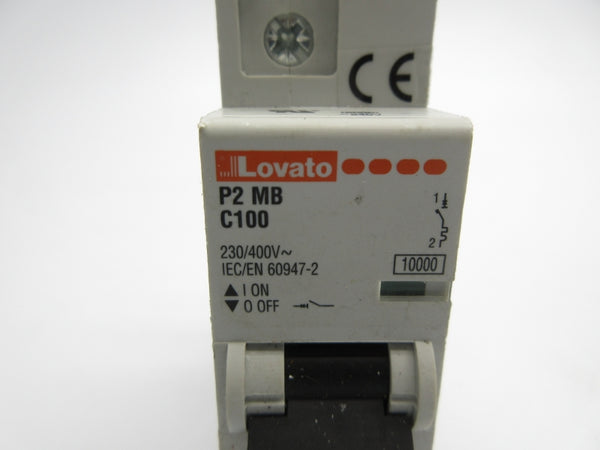 CE
Lovato
P2 MB
C100
1
230/400V~
2
IEC/EN 60947-2
10000
▲ I ON
▼ O OFF